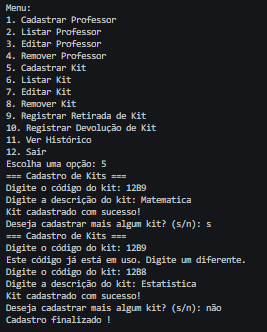 Menu:
1. Cadastrar Professor
2. Listar Professor
3. Editar Professor
4. Remover Professor
5. Cadastrar Kit
6. Listar Kit
7. Editar Kit
8. Remover Kit
9. Registrar Retirada de Kit
10. Registrar Devolução de Kit
11. Ver Histórico
12. Sair
Escolha uma opção: 5
=== Cadastro de Kits ===
Digite o código do kit: 12B9
Digite a descrição do kit: Matematica
Kit cadastrado com sucesso!
Deseja cadastrar mais algum kit? (s/n): s
=== Cadastro de Kits ===
Digite o código do kit: 12B9
Este código já está em uso. Digite um diferente.
Digite o código do kit: 12B8
Digite a descrição do kit: Estatistica
Kit cadastrado com sucesso!
Deseja cadastrar mais algum kit? (s/n): não
Cadastro finalizado !